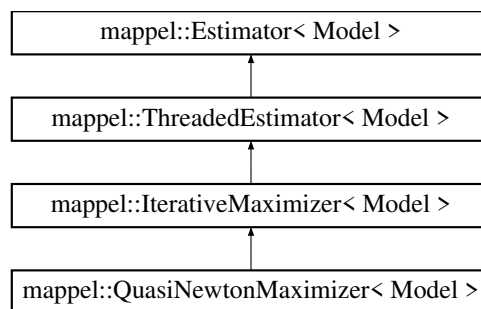 mappel::Estimator< Model >
mappel::ThreadedEstimator< Model >
mappel::IterativeMaximizer< Model >
mappel::QuasiNewtonMaximizer< Model >